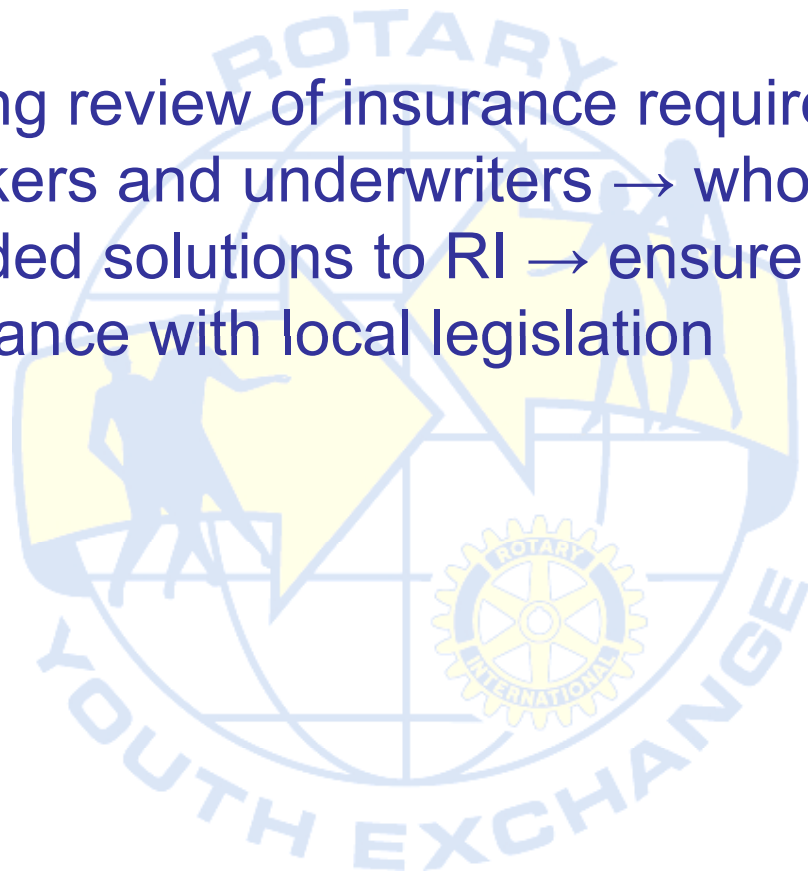 ROTARY
ng review of insurance require
kers and underwriters → who
ded solutions to RI → ensure
ance with local legislation
ROTARY
INTERNATIONAL
YOUTH EXCHANGE